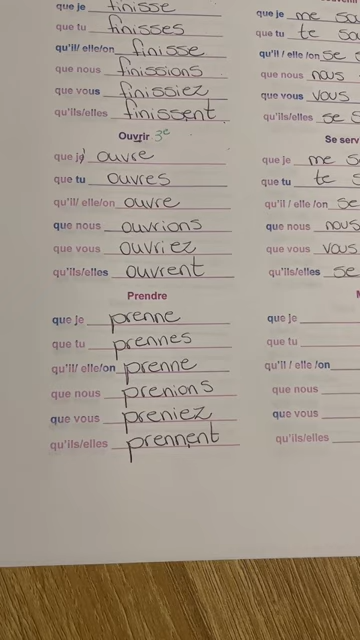 que je finisse
que tu finisses
qu'il/ elle/on finisse
que nous finissions
que vous finissiez
qu'ils/elles finissent
Ouvrir 3e
que j' ouvre
que tu ouvres
qu'il/ elle/on ouvre
que nous ouvrions
que vous ouvriez
qu'ils/elles ouvrent
Prendre
que je prenne
que tu prennes
qu'il/ elle/on prenne
que nous prenions
que vous preniez
qu'ils/elles prennent
que je me
que tu te
qu'il / elle /on se
que nous nous
que vous vous
qu'ils/elles se
Se serv
que je me
que tu te
qu'il / elle /on se
que nous nous
que vous vous
qu'ils/elles se
que je
que tu
qu'il / elle /on
que nous
que vous
qu'ils/elles